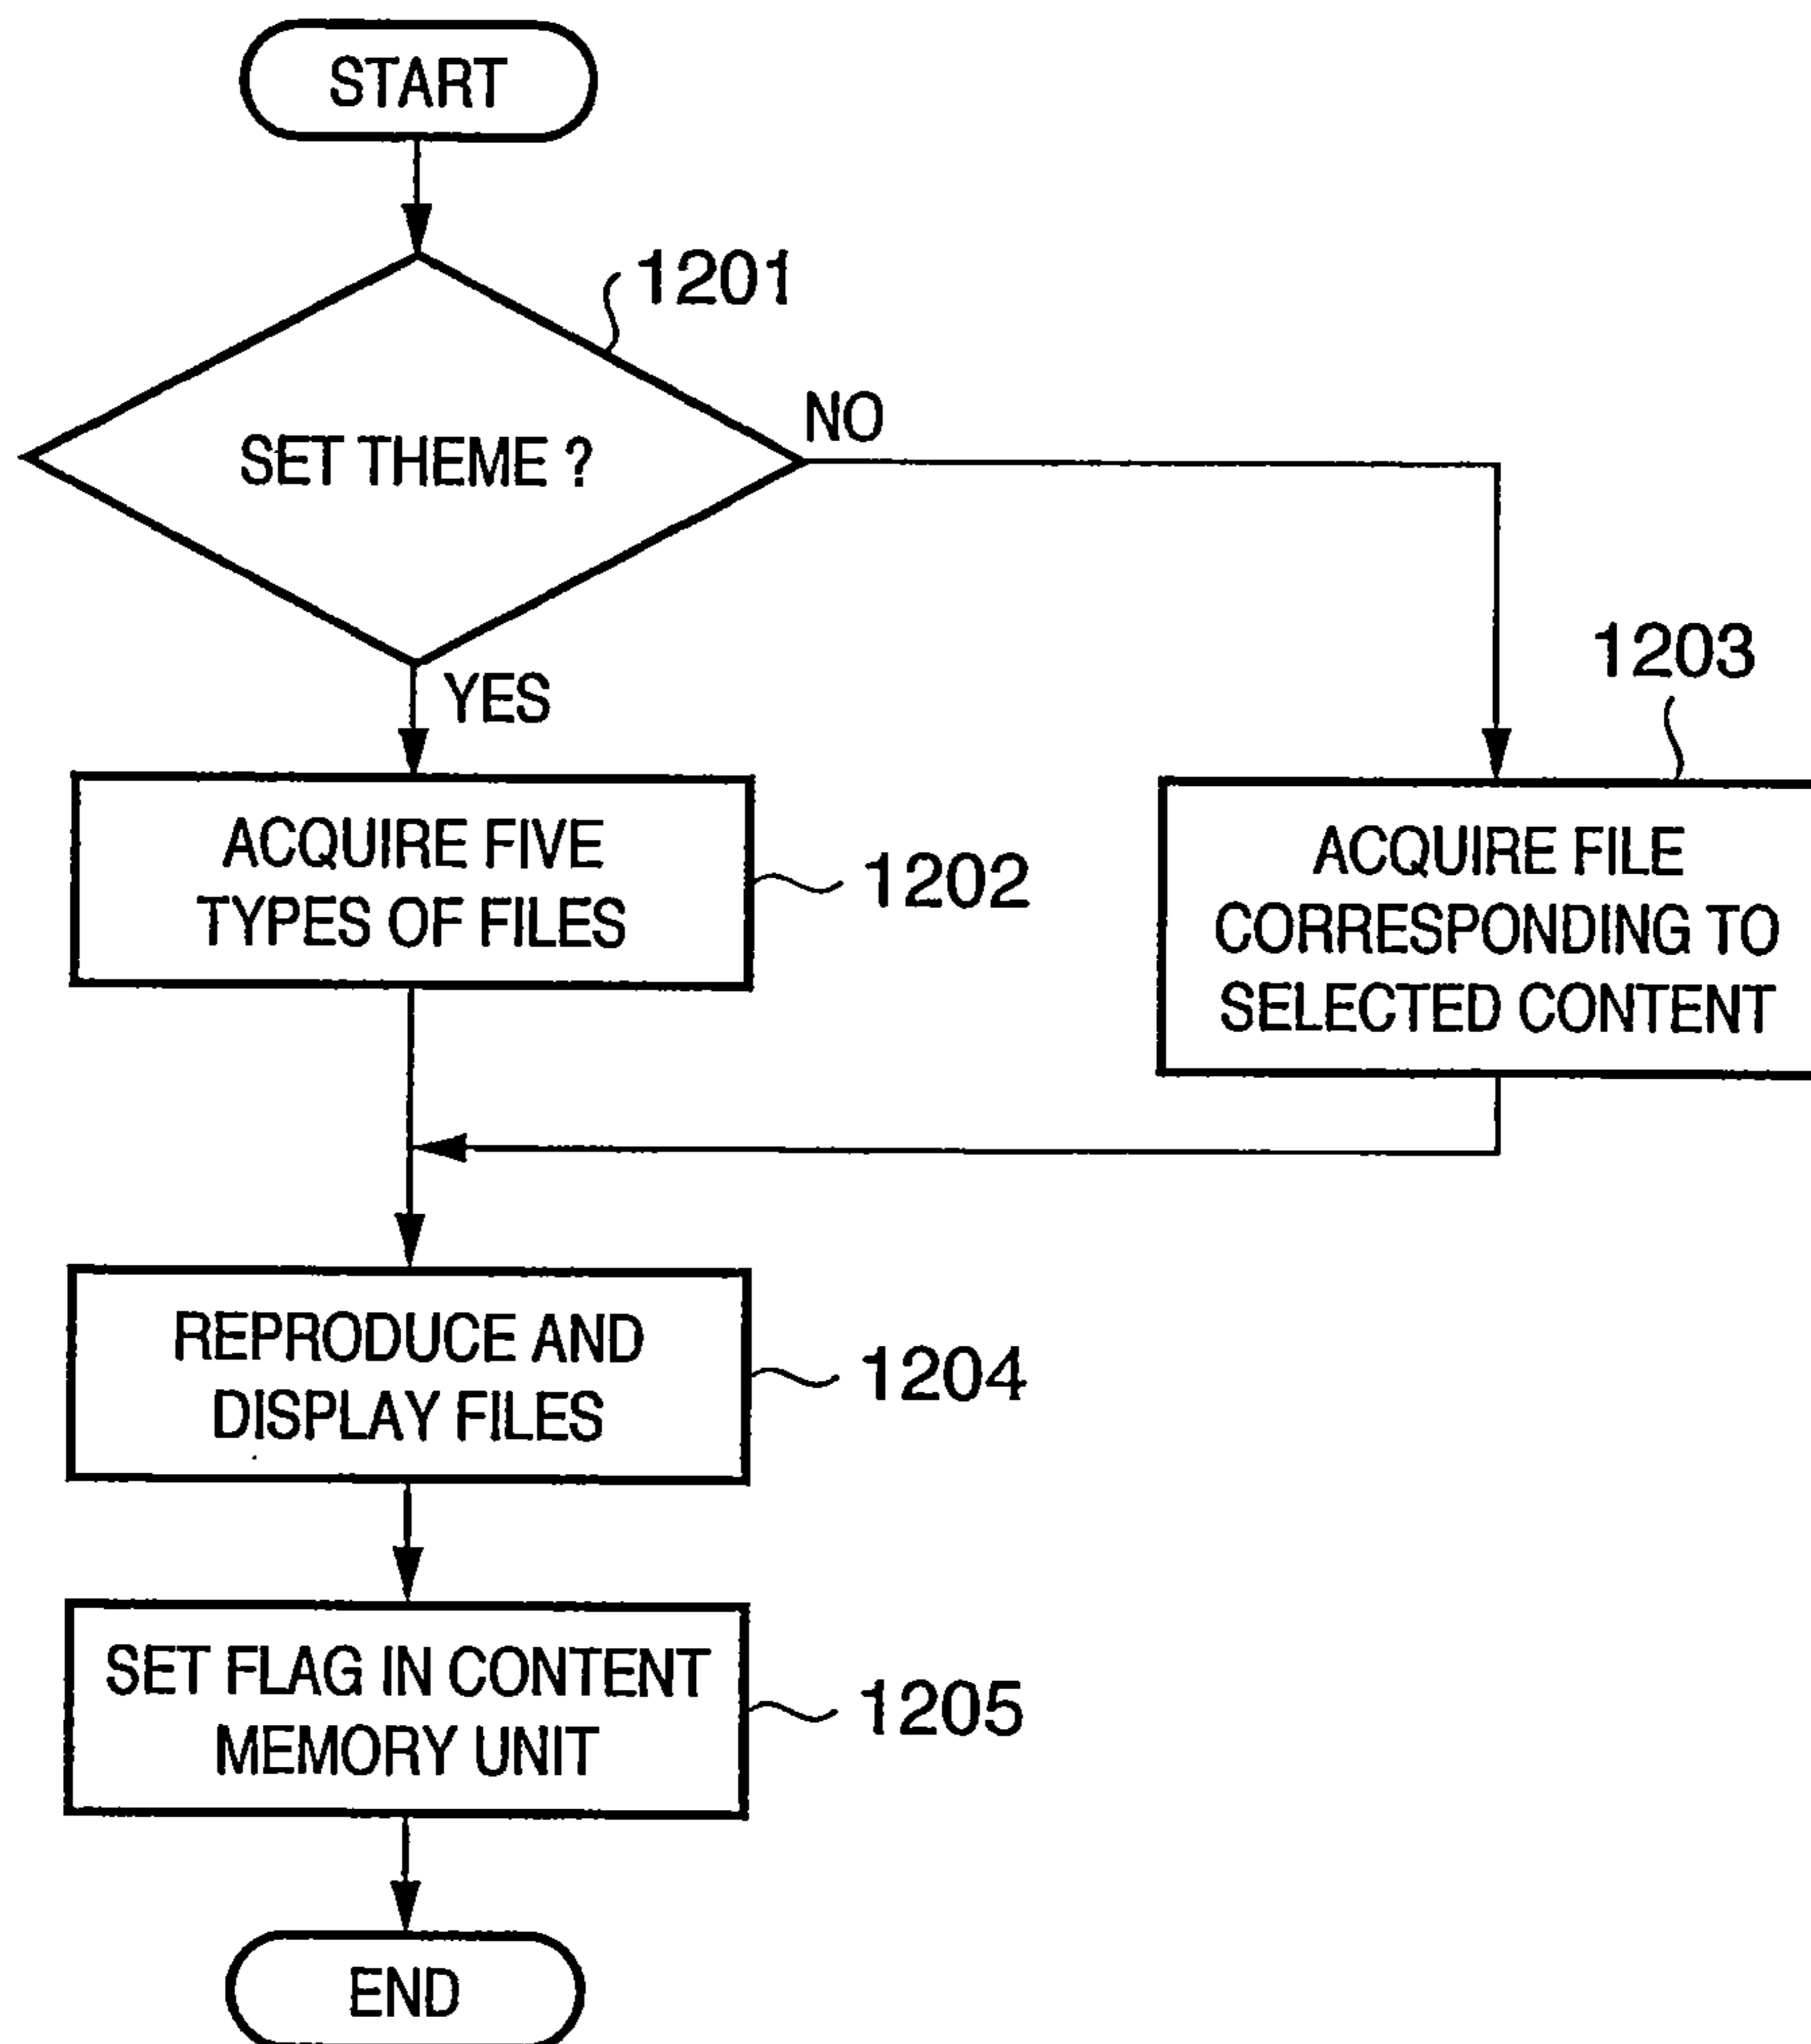 START
1201
SET THEME ?
NO
YES
1203
ACQUIRE FIVE
TYPES OF FILES
1202
ACQUIRE FILE
CORRESPONDING TO
SELECTED CONTENT
REPRODUCE AND
DISPLAY FILES
1204
SET FLAG IN CONTENT
MEMORY UNIT
1205
END